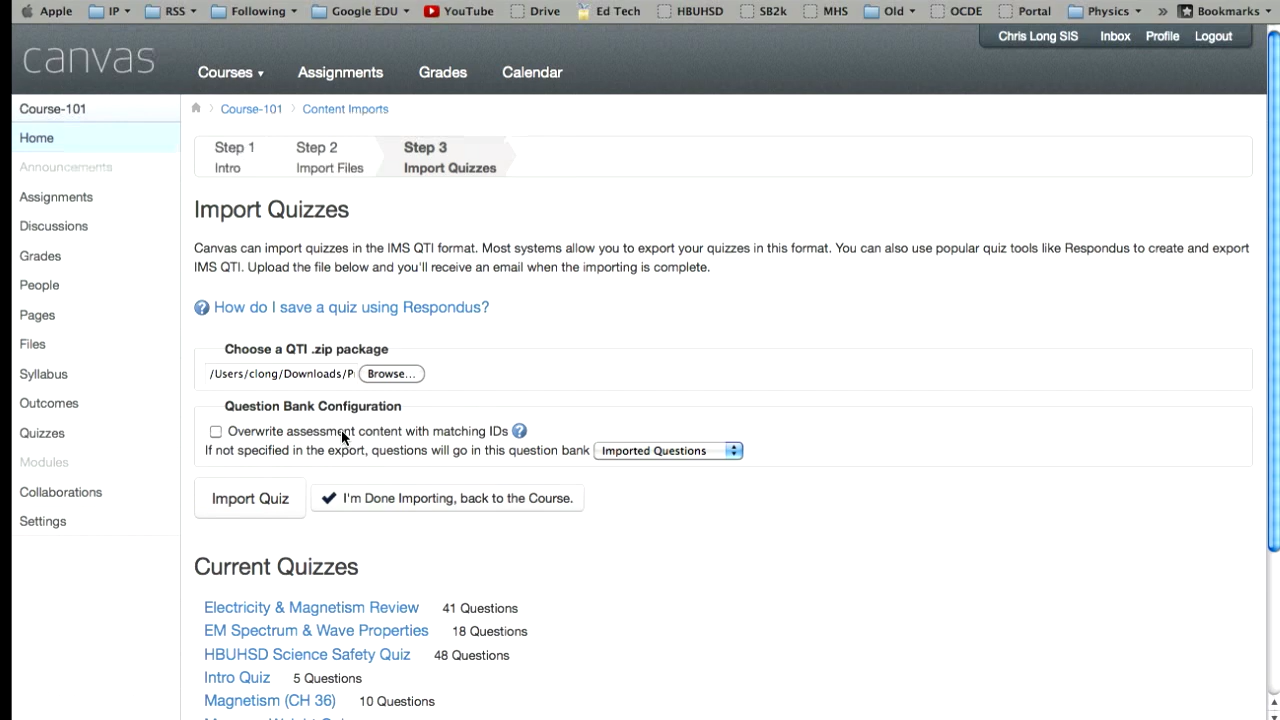 Apple IP RSS Following Google EDU YouTube Drive Ed Tech HBUHSD SB2k MHS Old OCDE Portal Physics » Bookmarks
Chris Long SIS Inbox Profile Logout
canvas
Courses Assignments Grades Calendar
Course-101
Home
Announcements
Assignments
Discussions
Grades
People
Pages
Files
Syllabus
Outcomes
Quizzes
Modules
Collaborations
Settings
Course-101 Content Imports
Step 1 Step 2 Step 3
Intro Import Files Import Quizzes
Import Quizzes
Canvas can import quizzes in the IMS QTI format. Most systems allow you to export your quizzes in this format. You can also use popular quiz tools like Respondus to create and export
IMS QTI. Upload the file below and you'll receive an email when the importing is complete.
? How do I save a quiz using Respondus?
Choose a QTI .zip package
/Users/clong/Downloads/P Browse...
Question Bank Configuration
Overwrite assessment content with matching IDs ?
If not specified in the export, questions will go in this question bank Imported Questions
Import Quiz I'm Done Importing, back to the Course.
Current Quizzes
Electricity & Magnetism Review 41 Questions
EM Spectrum & Wave Properties 18 Questions
HBUHSD Science Safety Quiz 48 Questions
Intro Quiz 5 Questions
Magnetism (CH 36) 10 Questions